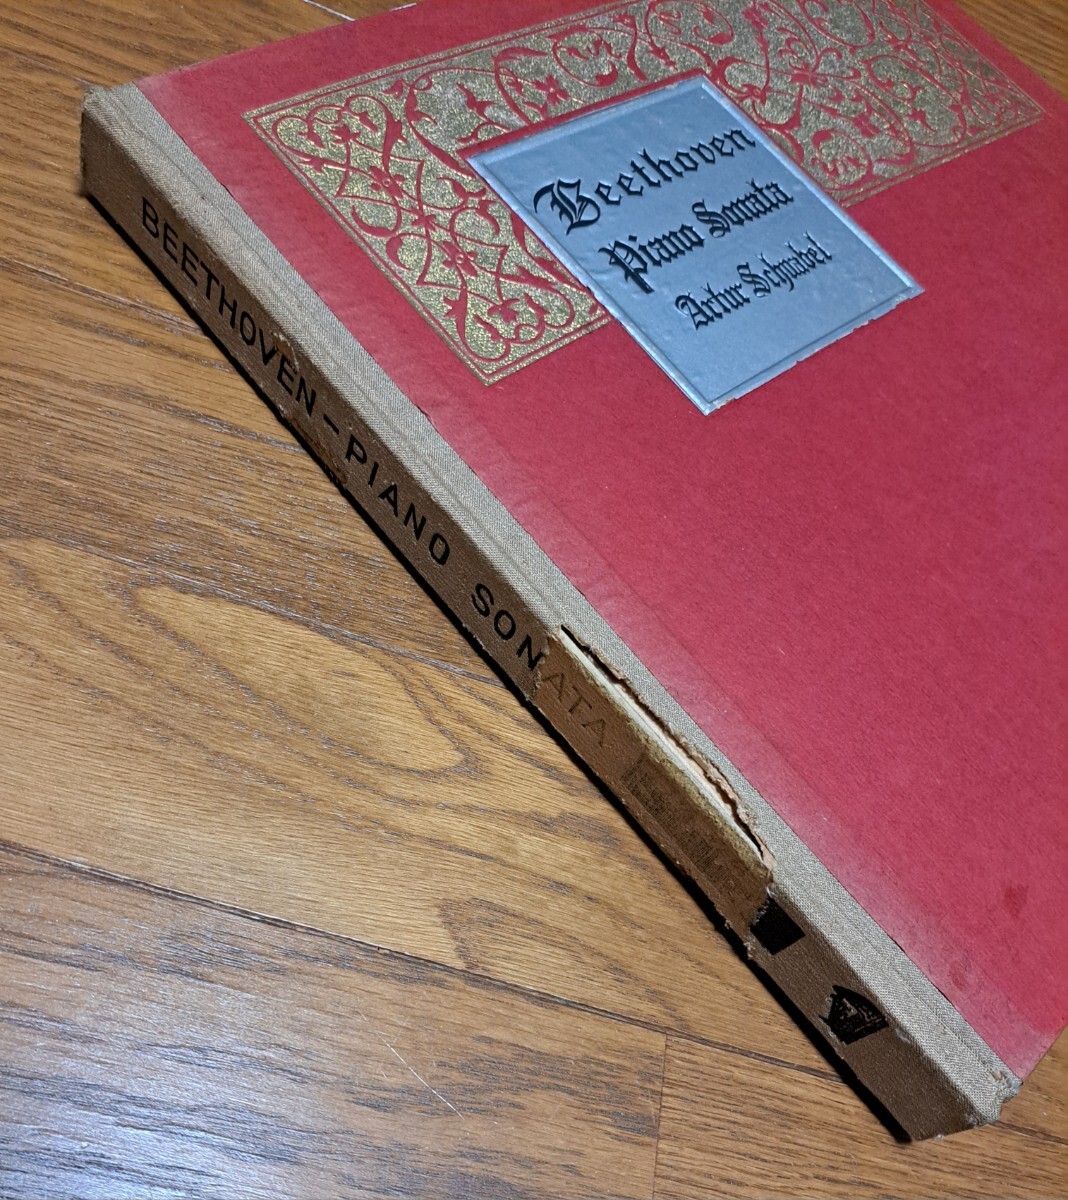 Beethoven
Piano Sonata
Artur Schnabel
BEETHOVEN-PIANO SONATA